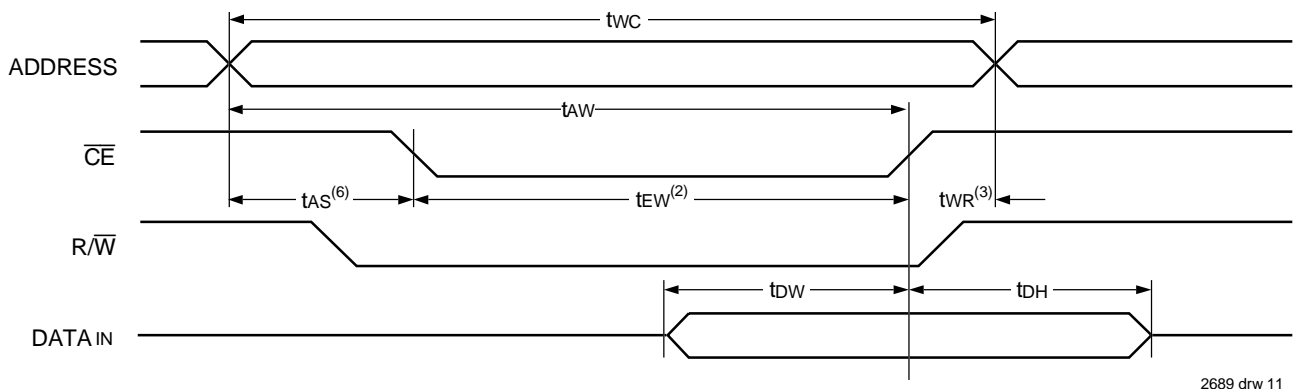 tWC
ADDRESS
tAW
CE
tAS(6)
tEW(2)
tWR(3)
R/W
tDW
tDH
DATA IN
2689 drw 11